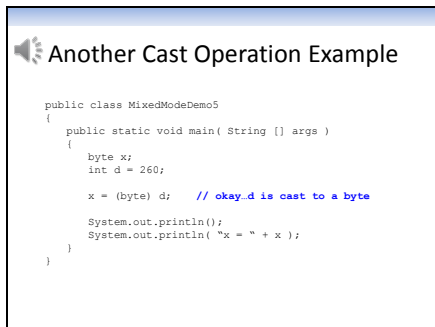 Another Cast Operation Example
public class MixedModeDemo5
{
public static void main( String [] args )
{
byte x;
int d = 260;
x = (byte) d;    // okay…d is cast to a byte
System.out.println();
System.out.println( “x = “ + x );
}
}